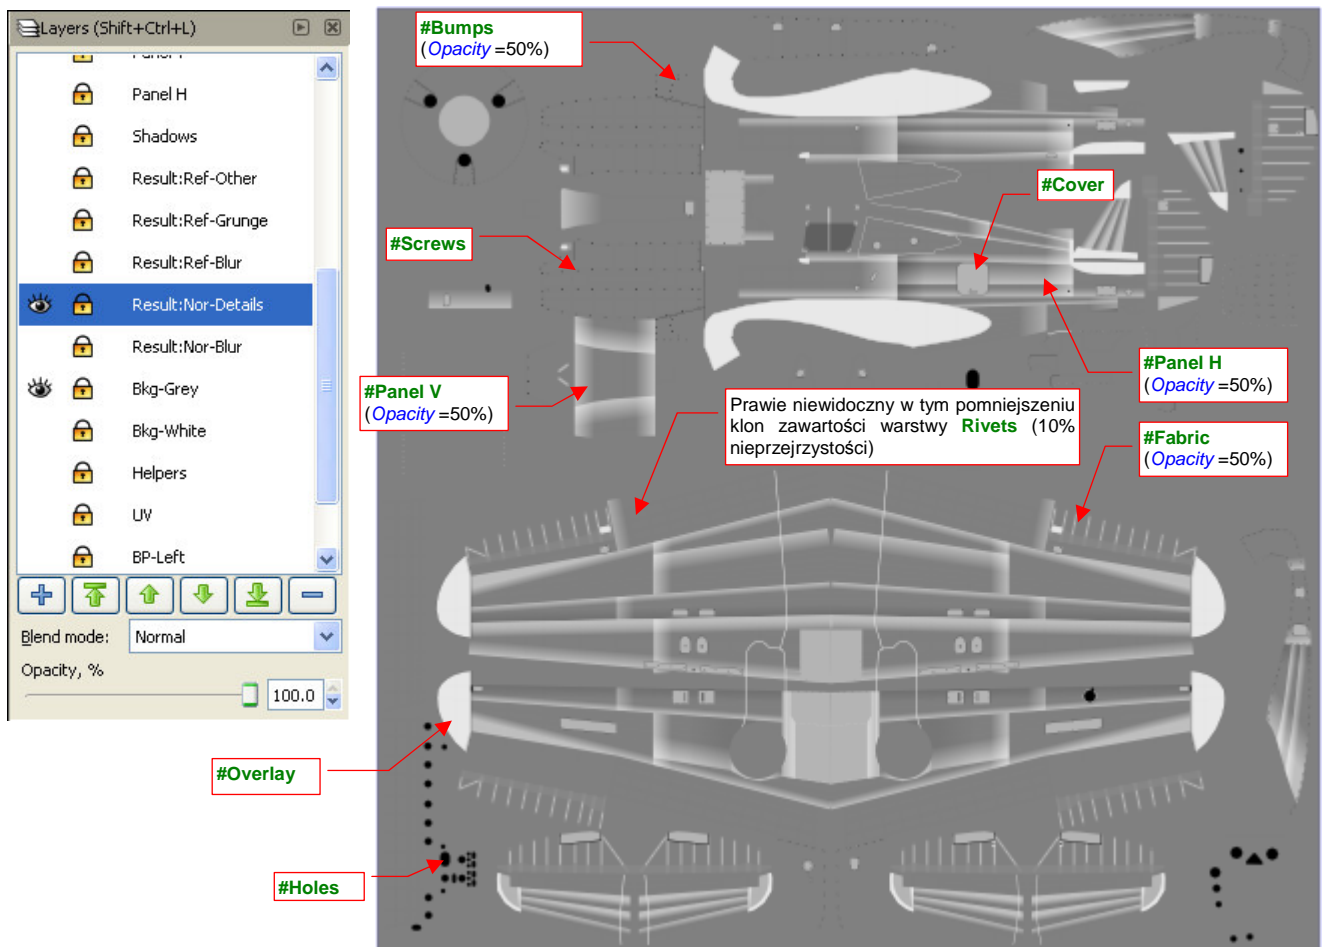 Layers (Shift+Ctrl+L)
Panel H
Shadows
Result:Ref-Other
Result:Ref-Grunge
Result:Ref-Blur
Result:Nor-Details
Result:Nor-Blur
Bkg-Grey
Bkg-White
Helpers
UV
BP-Left
Blend mode: Normal
Opacity, %
100.0
#Bumps
(Opacity =50%)
#Cover
#Screws
#Panel V
(Opacity =50%)
#Panel H
(Opacity =50%)
Prawie niewidoczny w tym pomniejszeniu
klon zawartości warstwy Rivets (10%
nieprzejrzystości)
#Fabric
(Opacity =50%)
#Overlay
#Holes